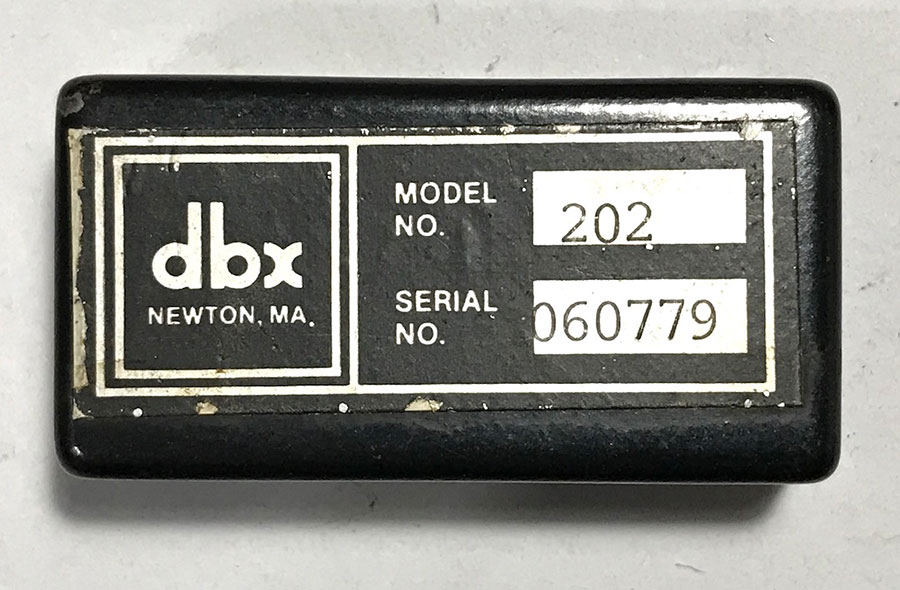 dbx
NEWTON, MA.
MODEL NO. 202
SERIAL NO. 060779